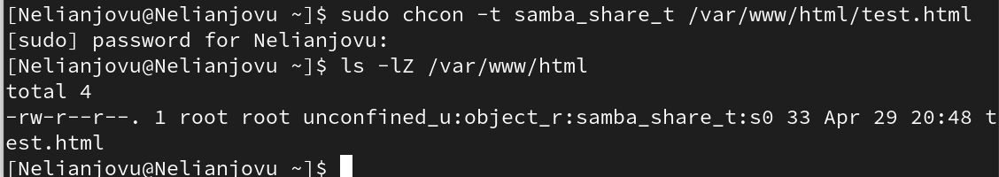 [Nelianjovu@Nelianjovu ~]$ sudo chcon -t samba_share_t /var/www/html/test.html
[sudo] password for Nelianjovu:
[Nelianjovu@Nelianjovu ~]$ ls -lZ /var/www/html
total 4
-rw-r--r--. 1 root root unconfined_u:object_r:samba_share_t:s0 33 Apr 29 20:48 t
est.html
[Nelianjovu@Nelianjovu ~]$